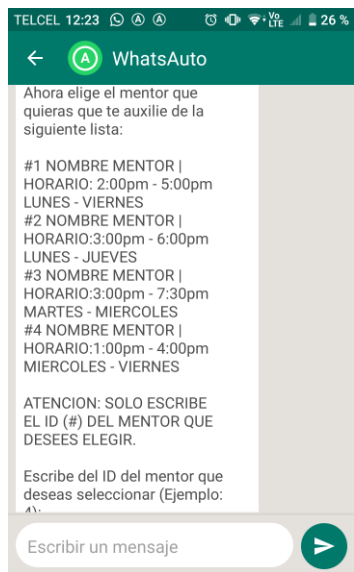 TELCEL 12:23 26 %
WhatsAuto
Ahora elige el mentor que
quieras que te auxilie de la
siguiente lista:
#1 NOMBRE MENTOR |
HORARIO: 2:00pm - 5:00pm
LUNES - VIERNES
#2 NOMBRE MENTOR |
HORARIO:3:00pm - 6:00pm
LUNES - JUEVES
#3 NOMBRE MENTOR |
HORARIO:3:00pm - 7:30pm
MARTES - MIERCOLES
#4 NOMBRE MENTOR |
HORARIO:1:00pm - 4:00pm
MIERCOLES - VIERNES
ATENCION: SOLO ESCRIBE
EL ID (#) DEL MENTOR QUE
DESEES ELEGIR.
Escribe del ID del mentor que
deseas seleccionar (Ejemplo:
4):
Escribir un mensaje